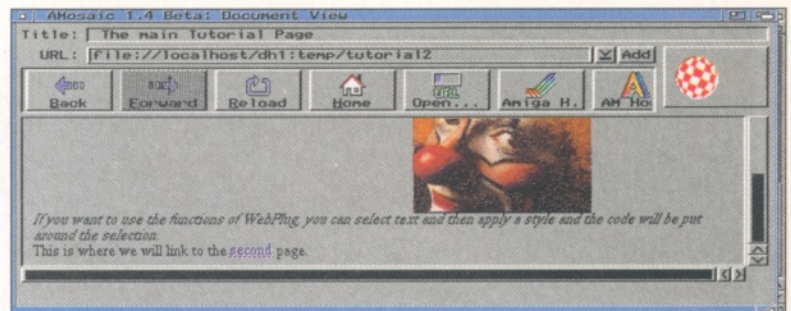 AMosaic 1.4 Beta: Document View
Title: The main Tutorial Page
URL: file://localhost/dh1:temp/tutorial2 Add
Back Forward Reload Home Open... Amiga H. AM Ho
URL
If you want to use the functions of WebPlug, you can select text and then apply a style and the code will be put
around the selection.
This is where we will link to the second page.